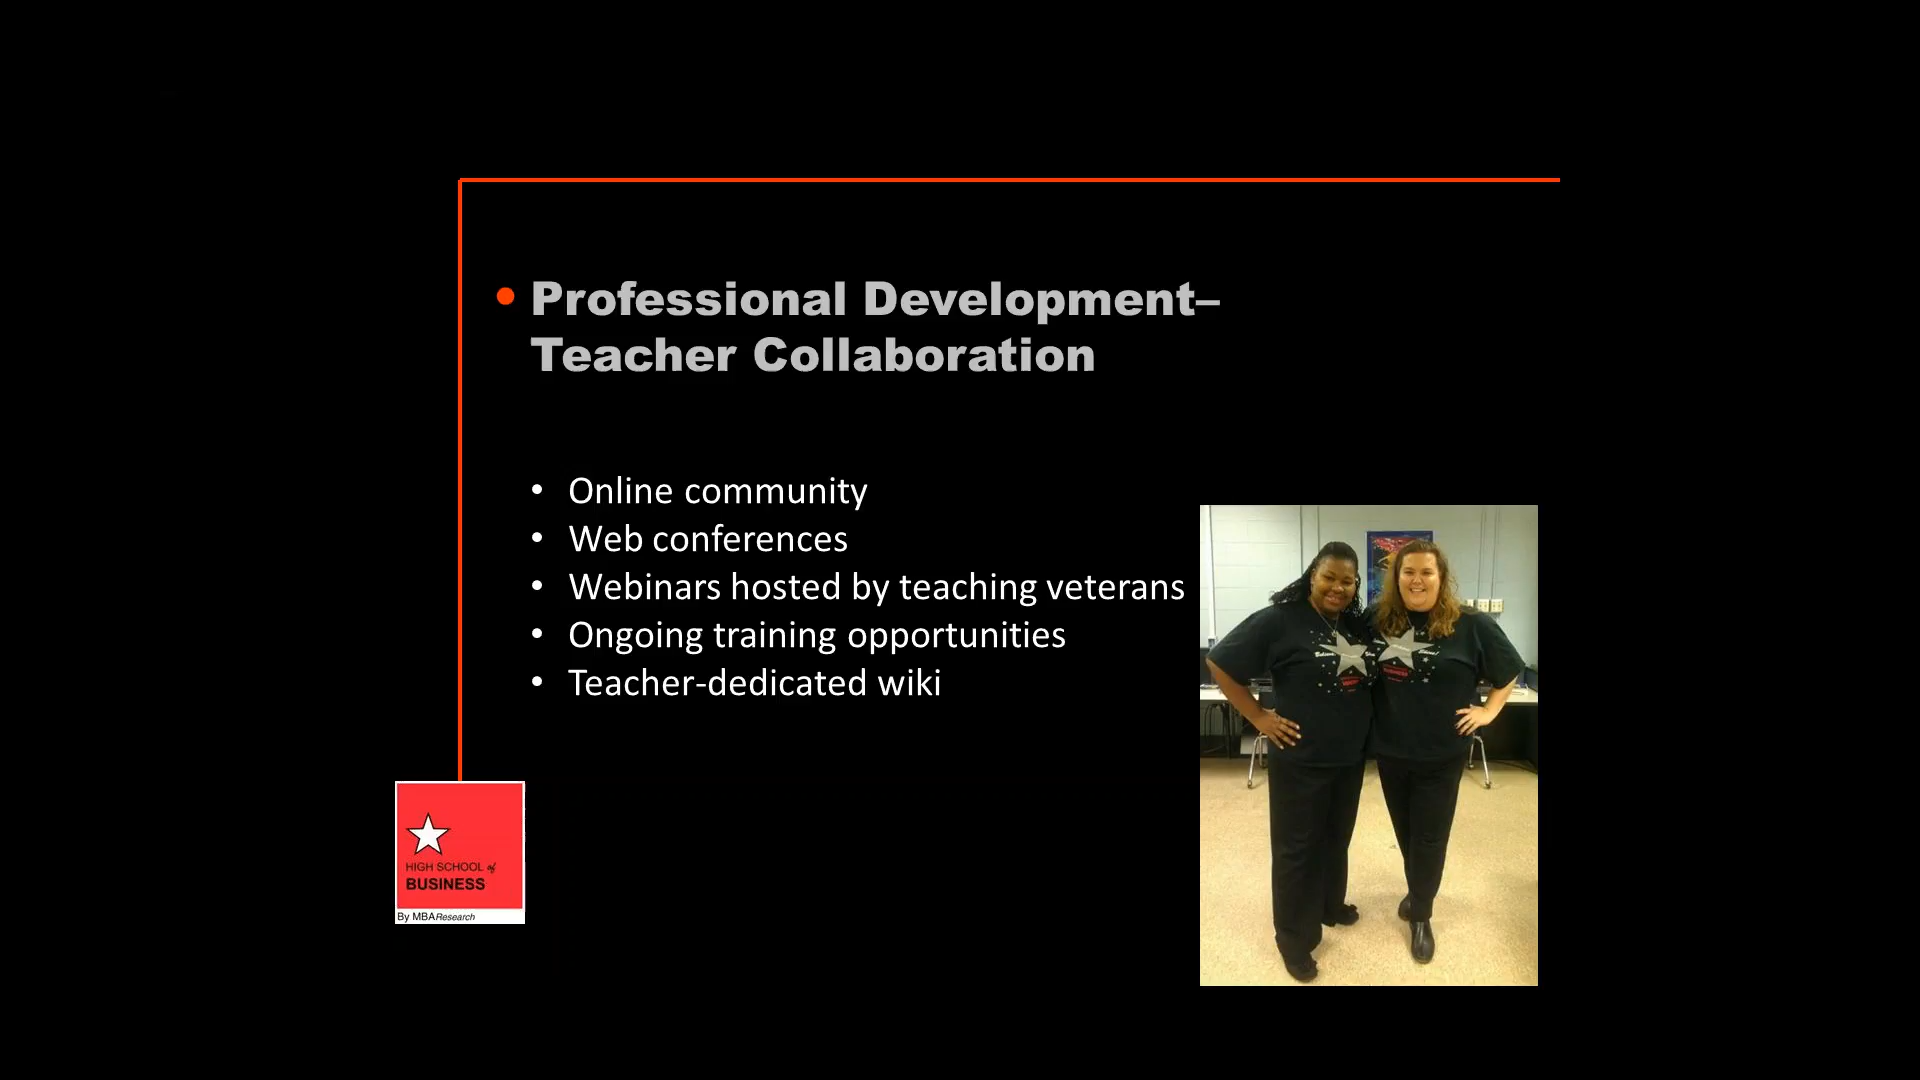 Professional Development–
Teacher Collaboration
• Online community
• Web conferences
• Webinars hosted by teaching veterans
• Ongoing training opportunities
• Teacher-dedicated wiki
HIGH SCHOOL of
BUSINESS
By MBAResearch